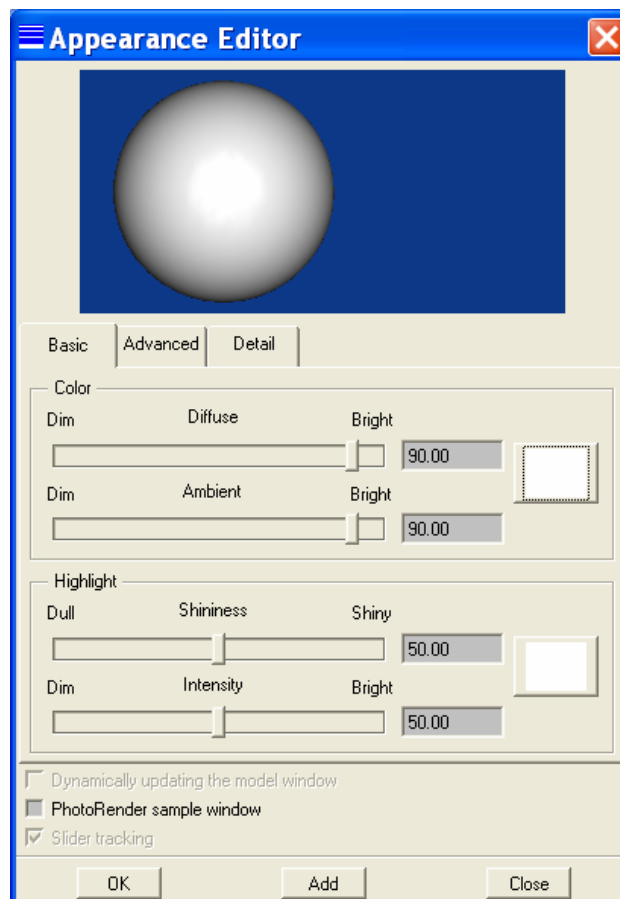 Appearance Editor
Basic Advanced Detail
Color
Dim Diffuse Bright
90.00
Dim Ambient Bright
90.00
Highlight
Dull Shininess Shiny
50.00
Dim Intensity Bright
50.00
Dynamically updating the model window
PhotoRender sample window
Slider tracking
OK Add Close